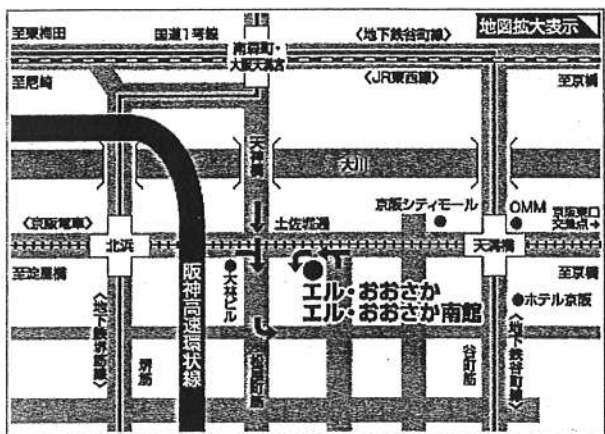 地図拡大表示
至東梅田
国道1号線
南森町・
大阪天満宮
〈地下鉄谷町線〉
至尼崎
〈JR東西線〉
至京橋
天神橋
大川
京阪シティモール
OMM
京阪東口
交差点→
〈京阪電車〉
北浜
土佐堀通
天満橋
至淀屋橋
阪神高速環状線
大林ビル
エル・おおさか
エル・おおさか南館
至京橋
ホテル京阪
〈地下鉄堺筋線〉
堺筋
松屋町筋
谷町筋
〈地下鉄谷町線〉